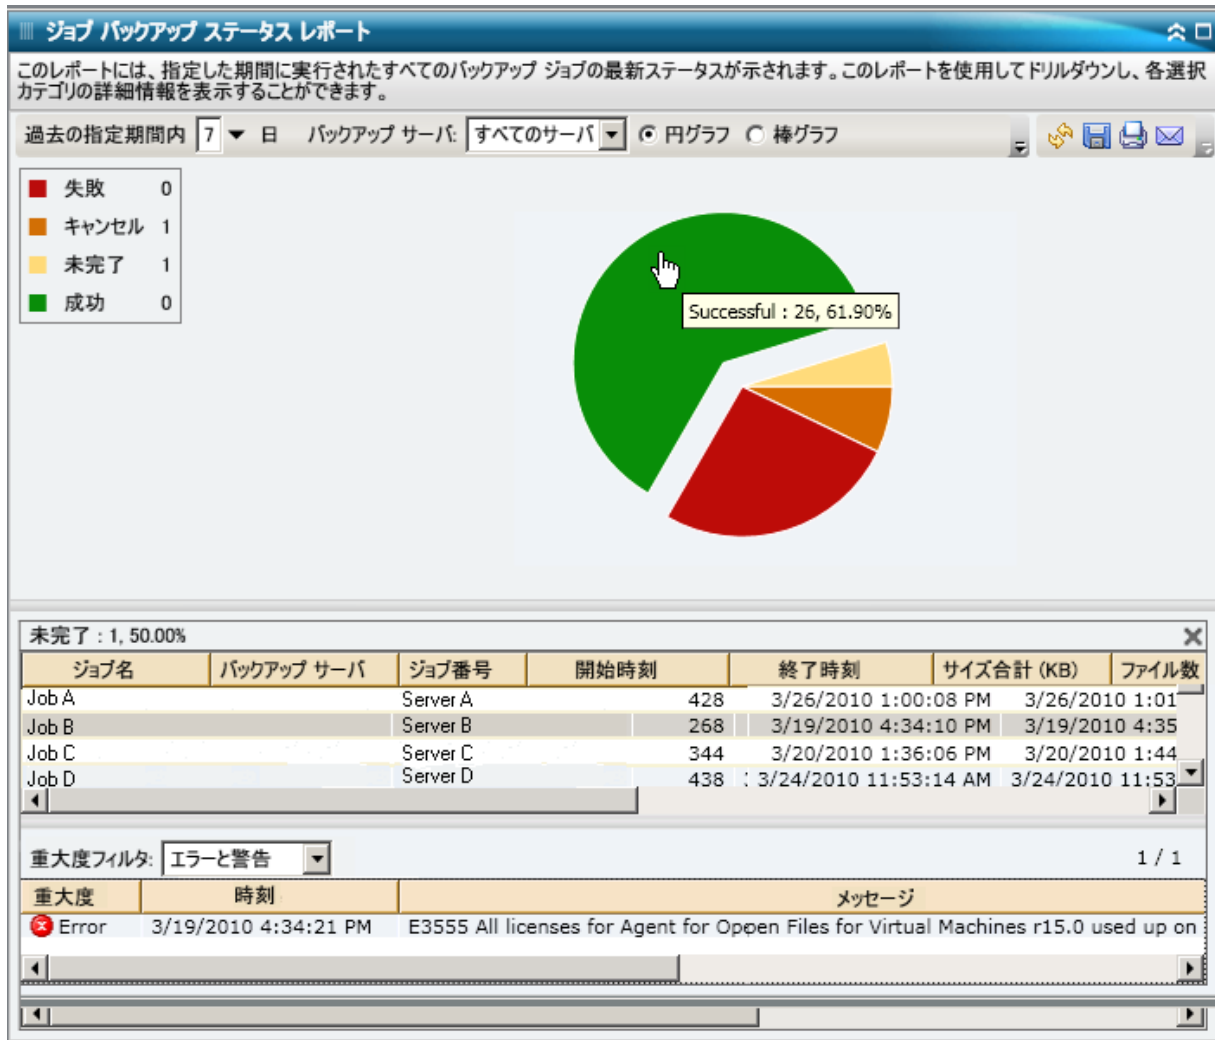 ジョブ バックアップ ステータス レポート
このレポートには、指定した期間に実行されたすべてのバックアップ ジョブの最新ステータスが示されます。このレポートを使用してドリルダウンし、各選択
カテゴリの詳細情報を表示することができます。
過去の指定期間内 7 日 バックアップ サーバ: すべてのサーバ 円グラフ 棒グラフ
失敗 0
キャンセル 1
未完了 1
成功 0
Successful : 26, 61.90%
未完了 : 1, 50.00%
ジョブ名 バックアップ サーバ ジョブ番号 開始時刻 終了時刻 サイズ合計 (KB) ファイル数
Job A Server A 428 3/26/2010 1:00:08 PM 3/26/2010 1:01
Job B Server B 268 3/19/2010 4:34:10 PM 3/19/2010 4:35
Job C Server C 344 3/20/2010 1:36:06 PM 3/20/2010 1:44
Job D Server D 438 3/24/2010 11:53:14 AM 3/24/2010 11:53
重大度フィルタ: エラーと警告 1 / 1
重大度 時刻 メッセージ
Error 3/19/2010 4:34:21 PM E3555 All licenses for Agent for Oppen Files for Virtual Machines r15.0 used up on